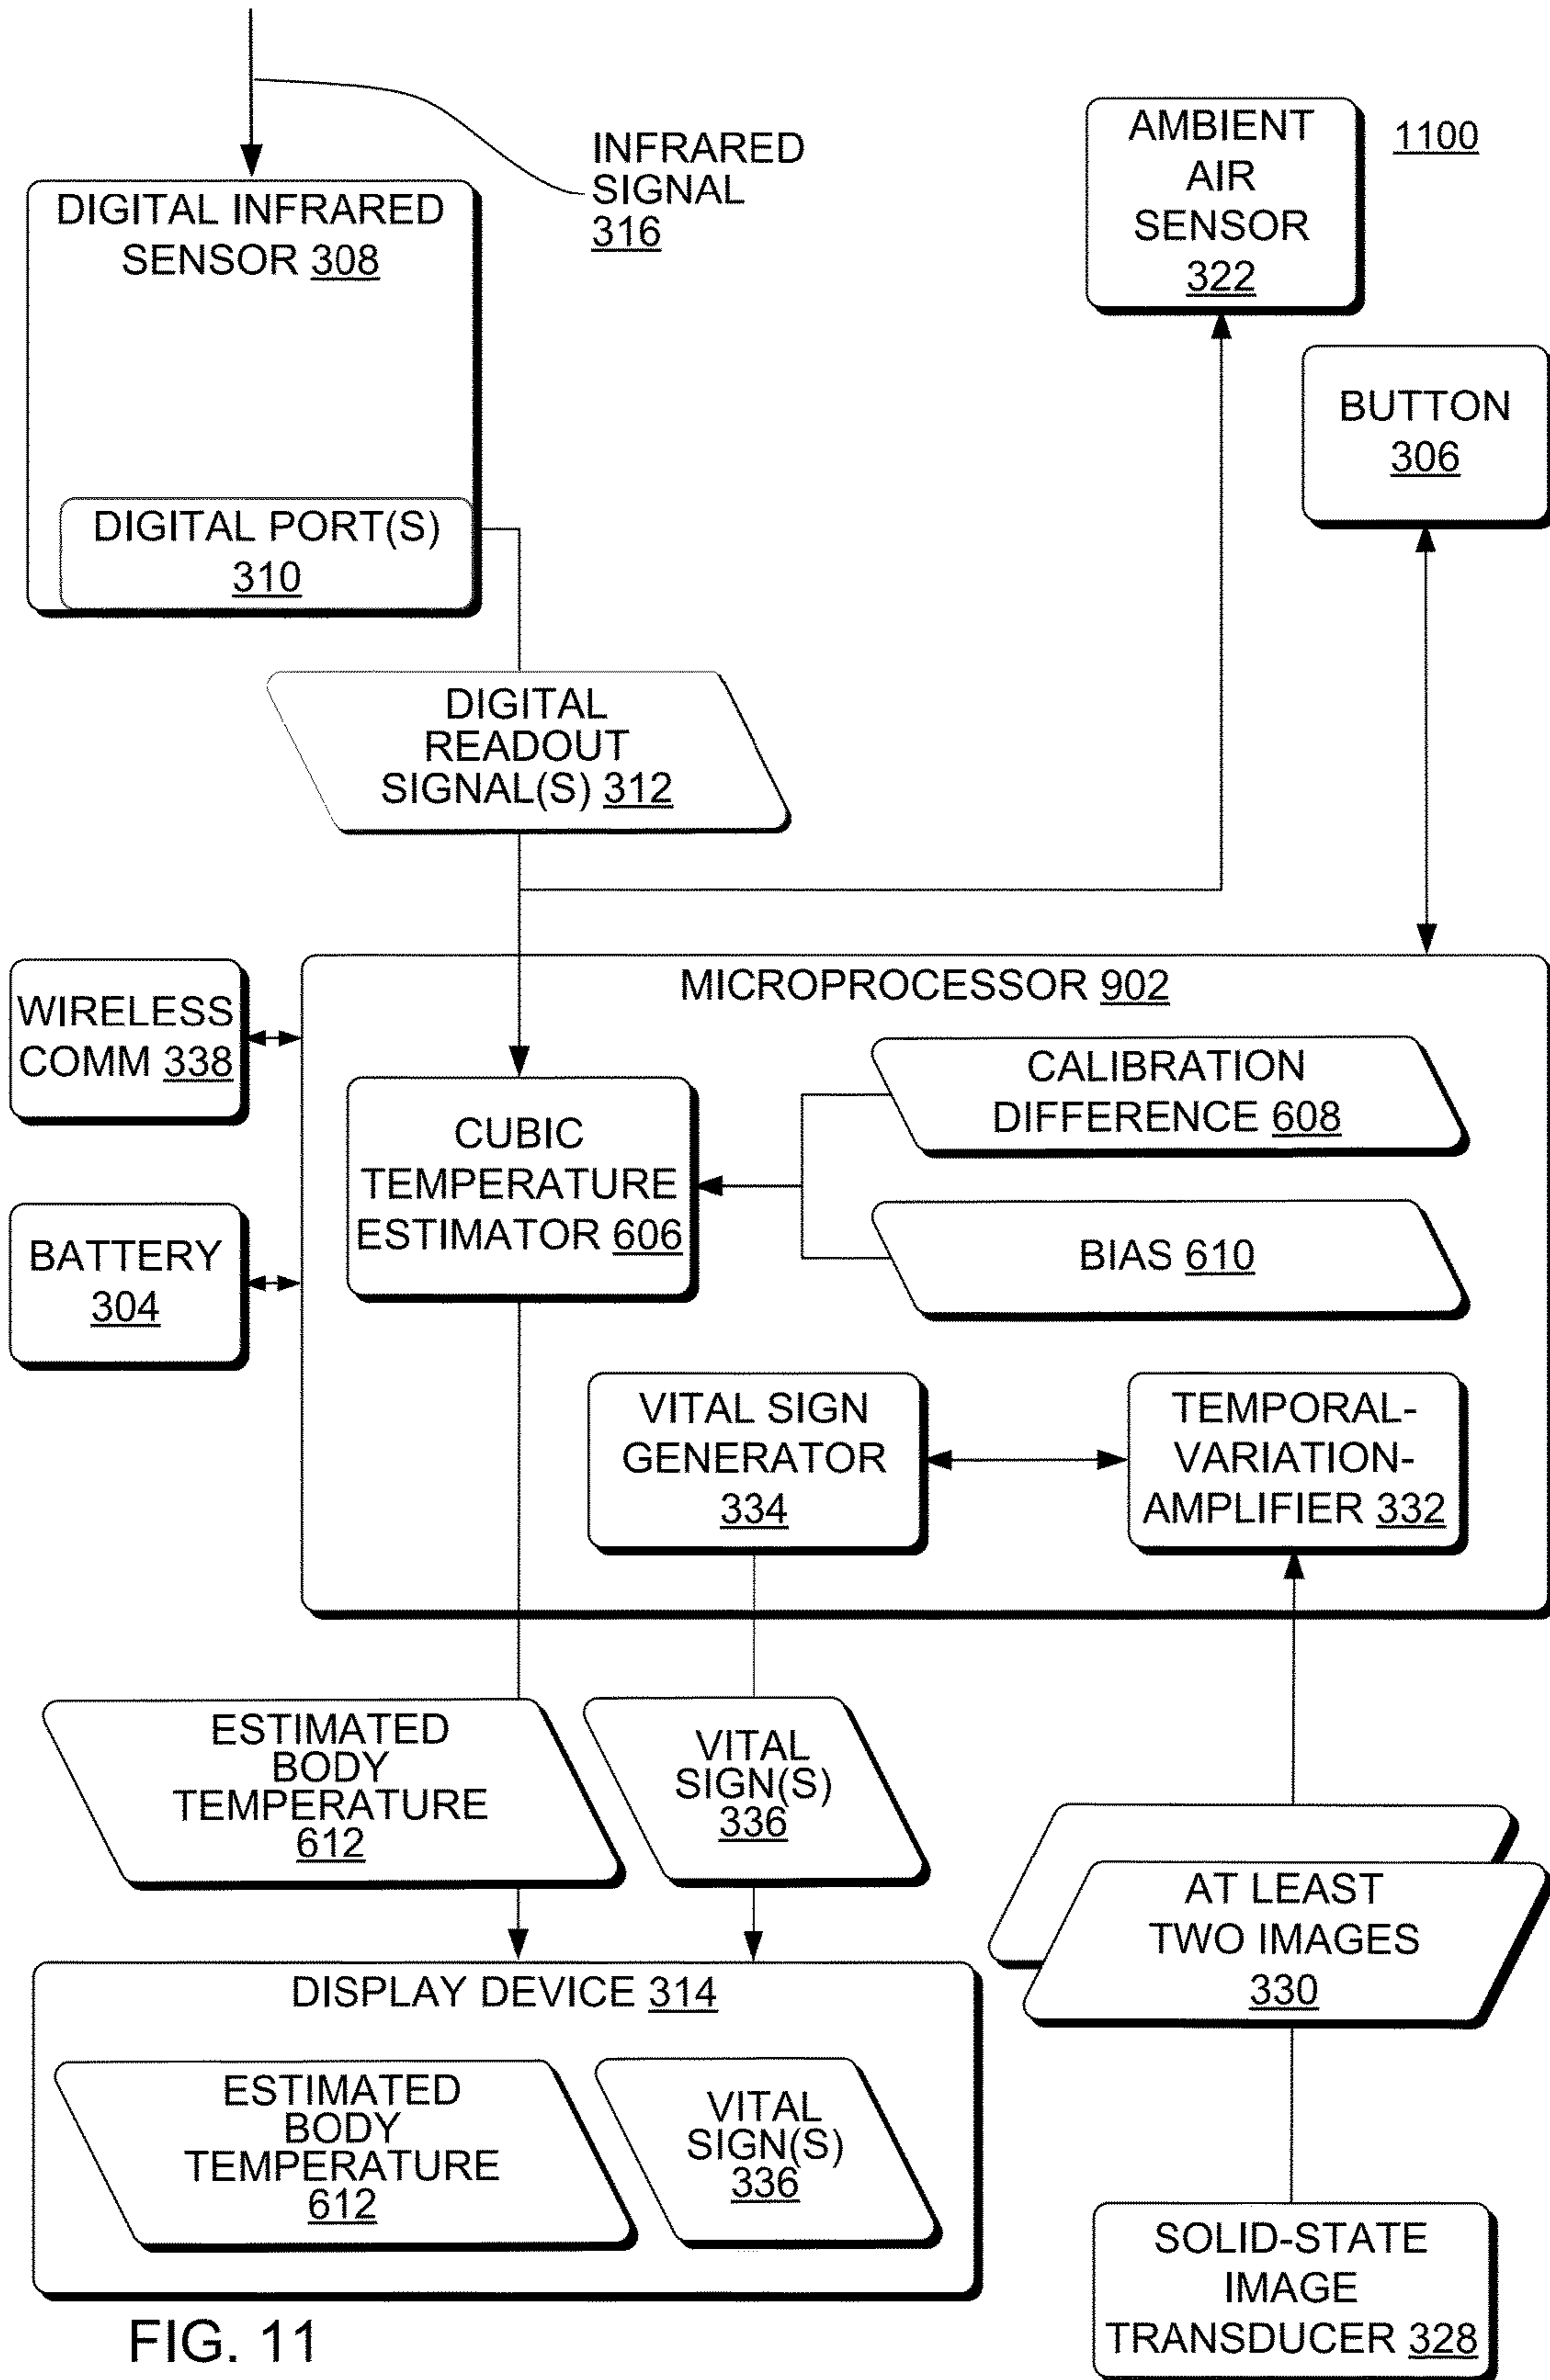 INFRARED
SIGNAL
316
AMBIENT
AIR
SENSOR
322
1100
DIGITAL INFRARED
SENSOR 308
BUTTON
306
DIGITAL PORT(S)
310
DIGITAL
READOUT
SIGNAL(S) 312
MICROPROCESSOR 902
WIRELESS
COMM 338
CALIBRATION
DIFFERENCE 608
CUBIC
TEMPERATURE
ESTIMATOR 606
BATTERY
304
BIAS 610
VITAL SIGN
GENERATOR
334
TEMPORAL-
VARIATION-
AMPLIFIER 332
ESTIMATED
BODY
TEMPERATURE
612
VITAL
SIGN(S)
336
AT LEAST
TWO IMAGES
330
DISPLAY DEVICE 314
ESTIMATED
BODY
TEMPERATURE
612
VITAL
SIGN(S)
336
SOLID-STATE
IMAGE
TRANSDUCER 328
FIG. 11